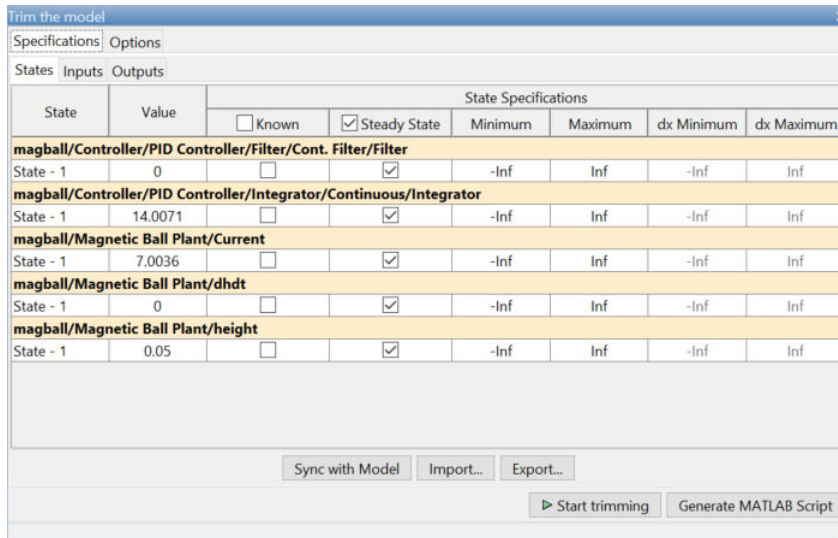 Trim the model
Specifications Options
States Inputs Outputs
State Value State Specifications
Known Steady State Minimum Maximum dx Minimum dx Maximum
magball/Controller/PID Controller/Filter/Cont. Filter/Filter
State - 1 0 -Inf Inf -Inf Inf
magball/Controller/PID Controller/Integrator/Continuous/Integrator
State - 1 14.0071 -Inf Inf -Inf Inf
magball/Magnetic Ball Plant/Current
State - 1 7.0036 -Inf Inf -Inf Inf
magball/Magnetic Ball Plant/dhdt
State - 1 0 -Inf Inf -Inf Inf
magball/Magnetic Ball Plant/height
State - 1 0.05 -Inf Inf -Inf Inf
Sync with Model Import... Export...
Start trimming Generate MATLAB Script